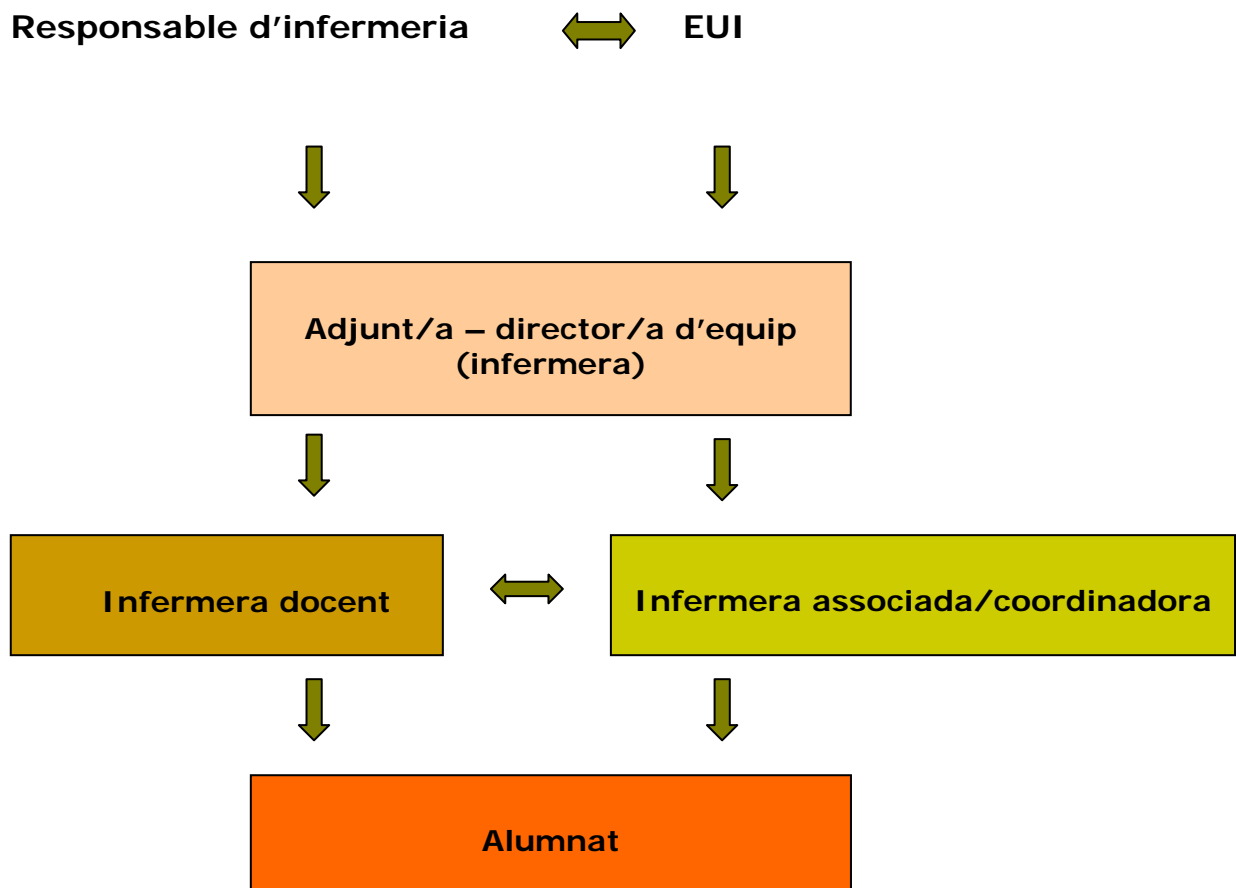 Responsable d'infermeria EUI
Adjunt/a – director/a d'equip
(infermera)
Infermera docent
Infermera associada/coordinadora
Alumnat